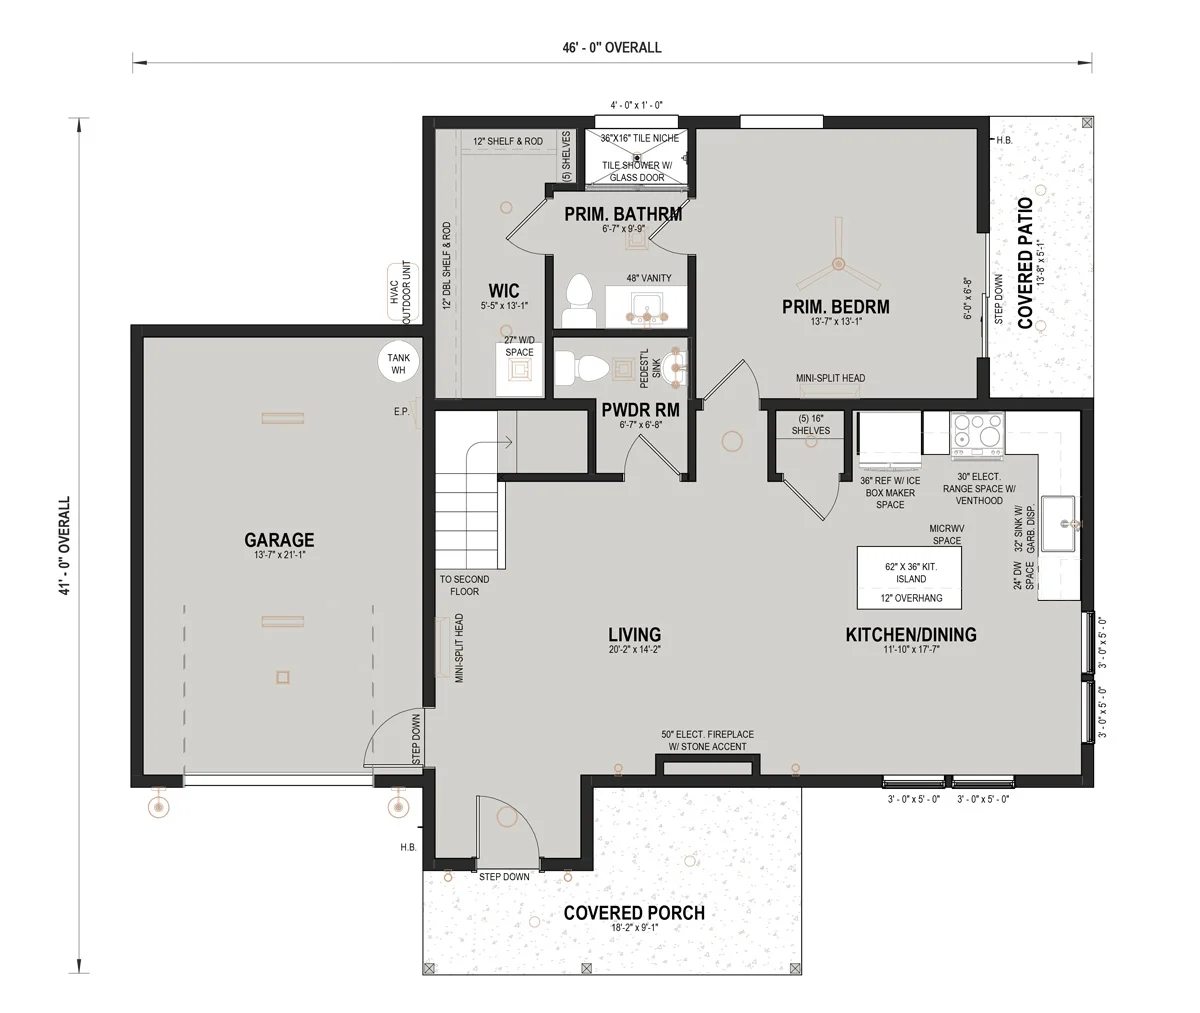 46' - 0" OVERALL
4' - 0" x 1' - 0"
12" SHELF & ROD
(5) SHELVES
36"X16" TILE NICHE
TILE SHOWER W/
GLASS DOOR
H.B.
PRIM. BATHRM
6'-7" x 9'-9"
12" DBL SHELF & ROD
COVERED PATIO
13'-8" x 5'-1"
HVAC
OUTDOOR UNIT
WIC
5'-5" x 13'-1"
48" VANITY
PRIM. BEDRM
13'-7" x 13'-1"
6'-0" x 6'-8"
STEP DOWN
27" W/D
SPACE
TANK
WH
PEDEST'L
SINK
MINI-SPLIT HEAD
E.P.
PWDR RM
6'-7" x 6'-8"
(5) 16"
SHELVES
36" REF W/ ICE
BOX MAKER
SPACE
30" ELECT.
RANGE SPACE W/
VENTHOOD
32" SINK W/
GARB. DISP.
MICRWV
SPACE
GARAGE
13'-7" x 21'-1"
41' - 0" OVERALL
62" X 36" KIT.
ISLAND
12" OVERHANG
24" DW
SPACE
TO SECOND
FLOOR
MINI-SPLIT HEAD
LIVING
20'-2" x 14'-2"
KITCHEN/DINING
11'-10" x 17'-7"
3' - 0" x 5' - 0"
3' - 0" x 5' - 0"
STEP DOWN
50" ELECT. FIREPLACE
W/ STONE ACCENT
3' - 0" x 5' - 0"
3' - 0" x 5' - 0"
H.B.
STEP DOWN
COVERED PORCH
18'-2" x 9'-1"